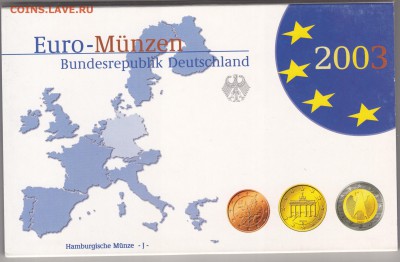 COINS.LAVE.RU
Euro-Münzen
Bundesrepublik Deutschland
2003
Hamburgische Münze - J -